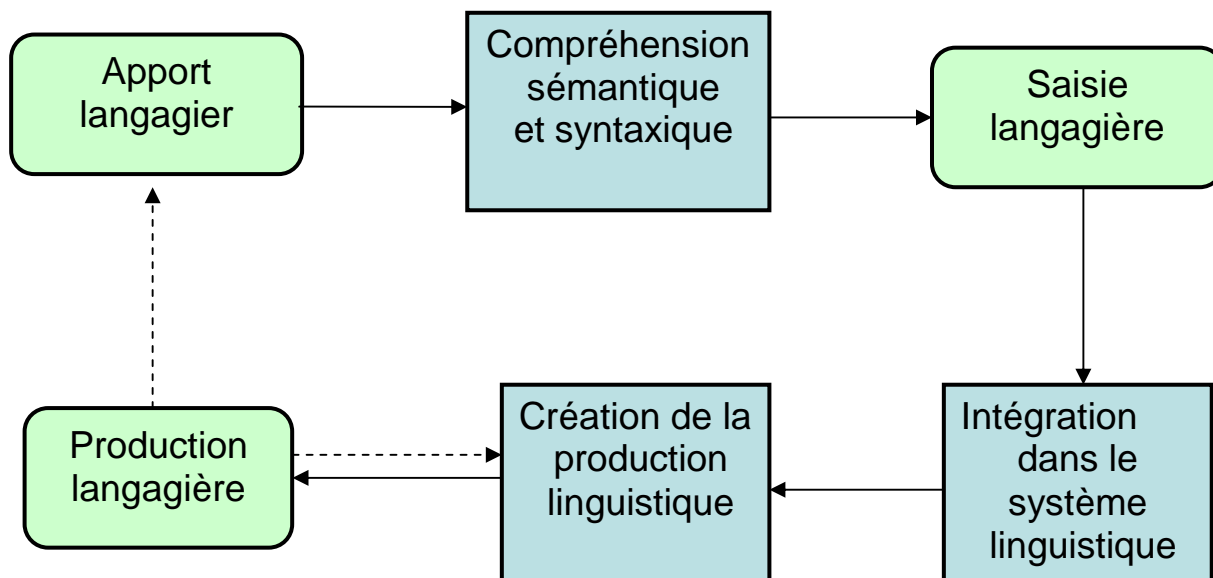 Apport
langagier
Compréhension
sémantique
et syntaxique
Saisie
langagière
Production
langagière
Création de la
production
linguistique
Intégration
dans le
système
linguistique